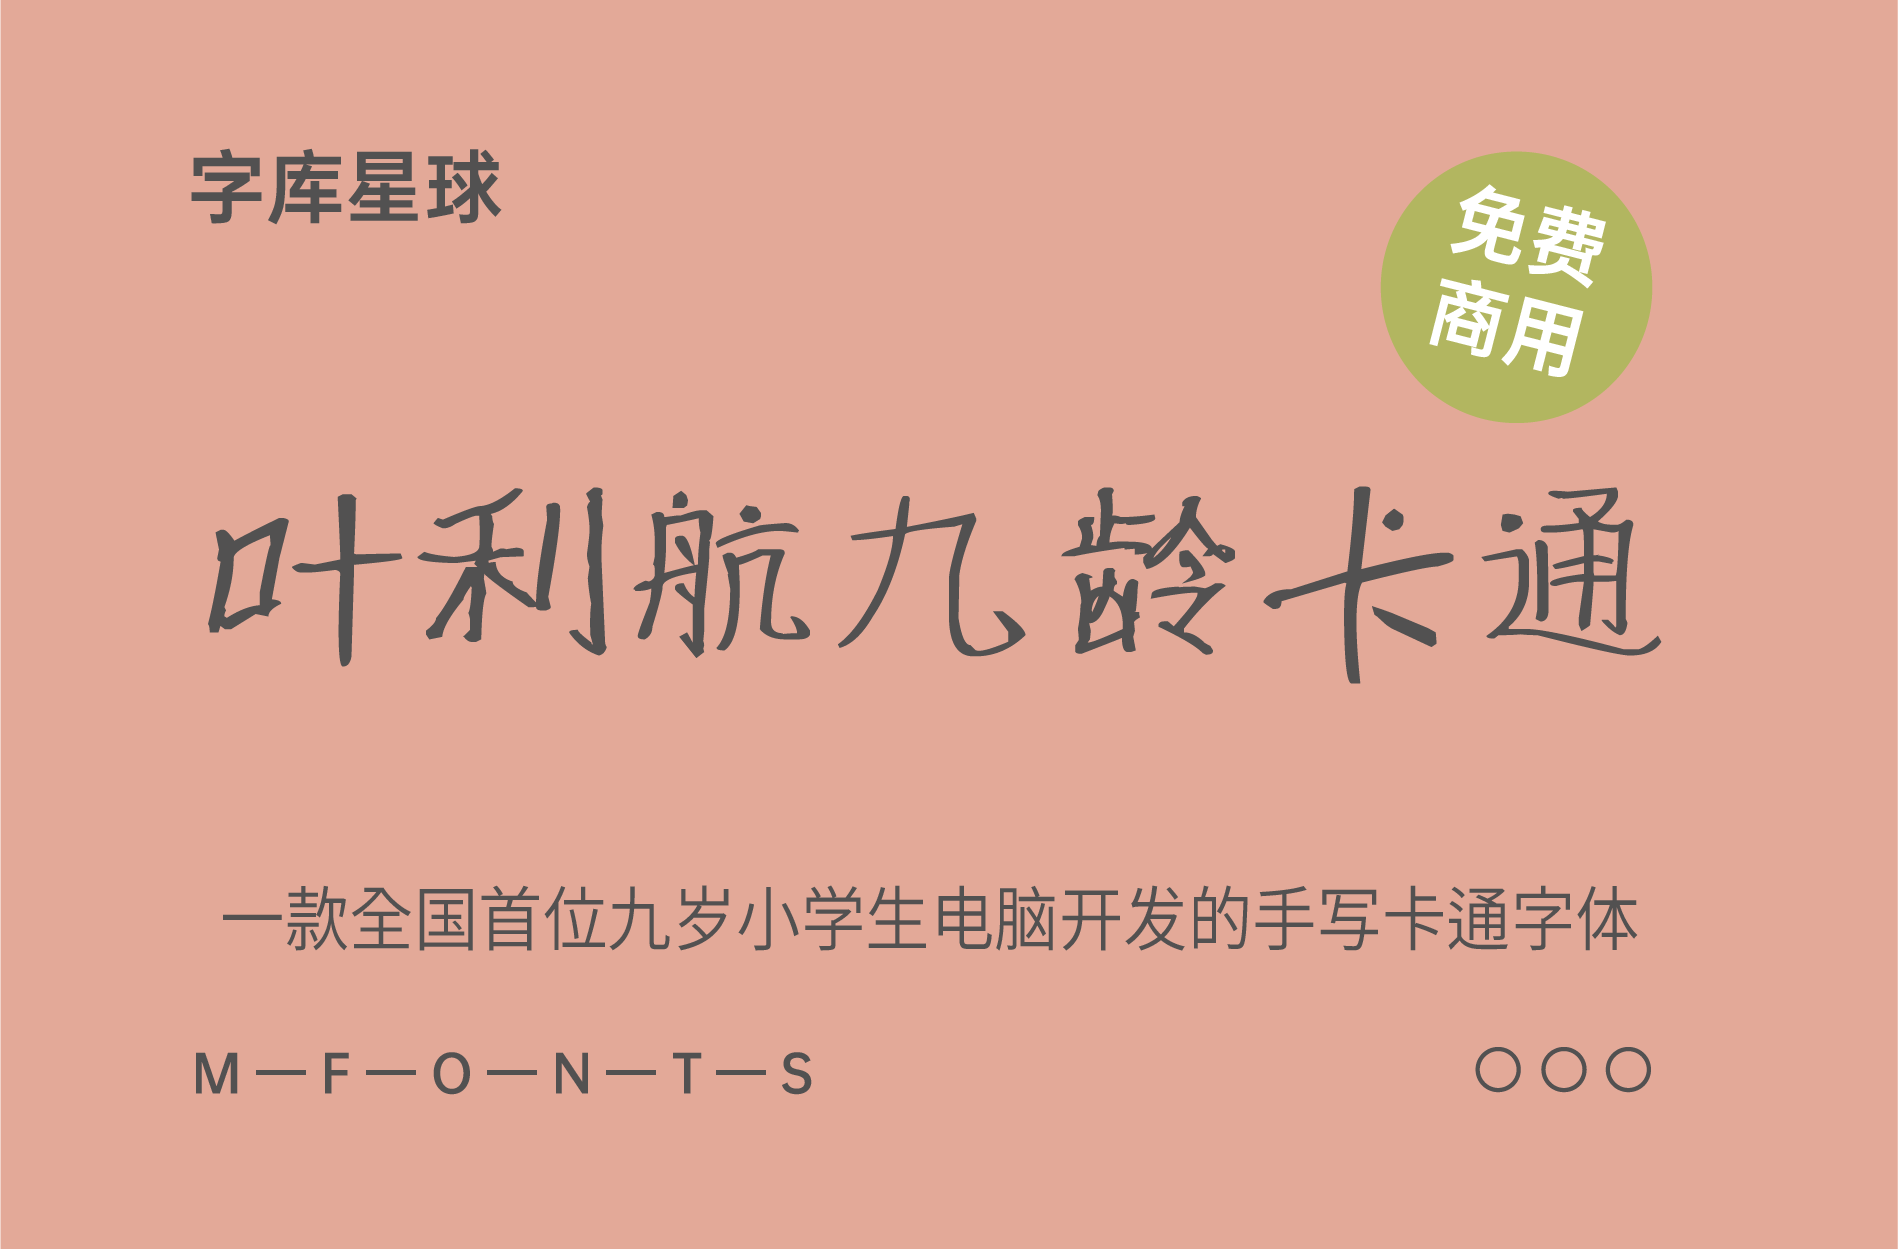 字库星球
免费
商用
叶利航九龄卡通
一款全国首位九岁小学生电脑开发的手写卡通字体
M—F—O—N—T—S